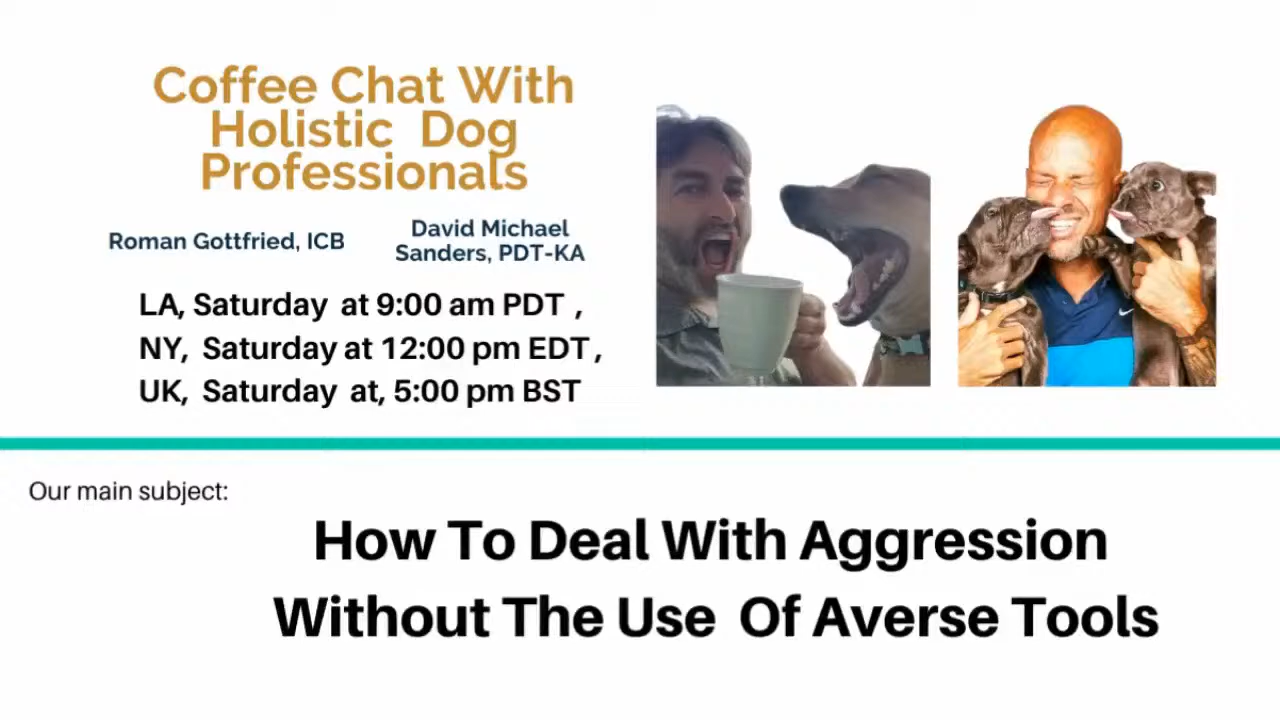 Coffee Chat With
Holistic Dog
Professionals
Roman Gottfried, ICB
David Michael
Sanders, PDT-KA
LA, Saturday at 9:00 am PDT ,
NY, Saturday at 12:00 pm EDT,
UK, Saturday at, 5:00 pm BST
Our main subject:
How To Deal With Aggression
Without The Use Of Averse Tools